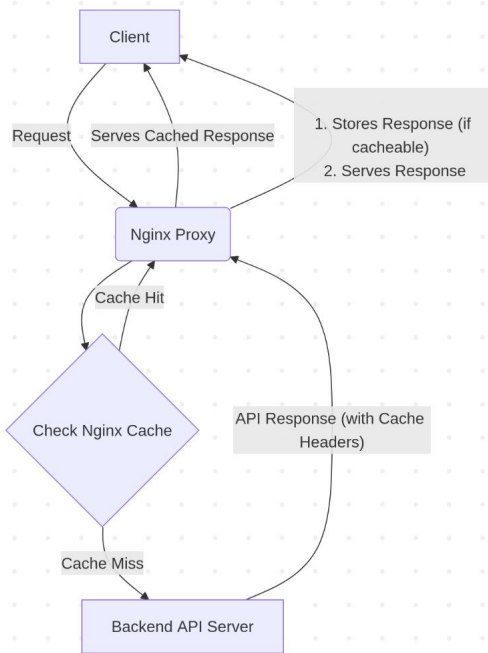 Client
Request
Serves Cached Response
1. Stores Response (if
cacheable)
2. Serves Response
Nginx Proxy
Cache Hit
Check Nginx Cache
API Response (with Cache
Headers)
Cache Miss
Backend API Server